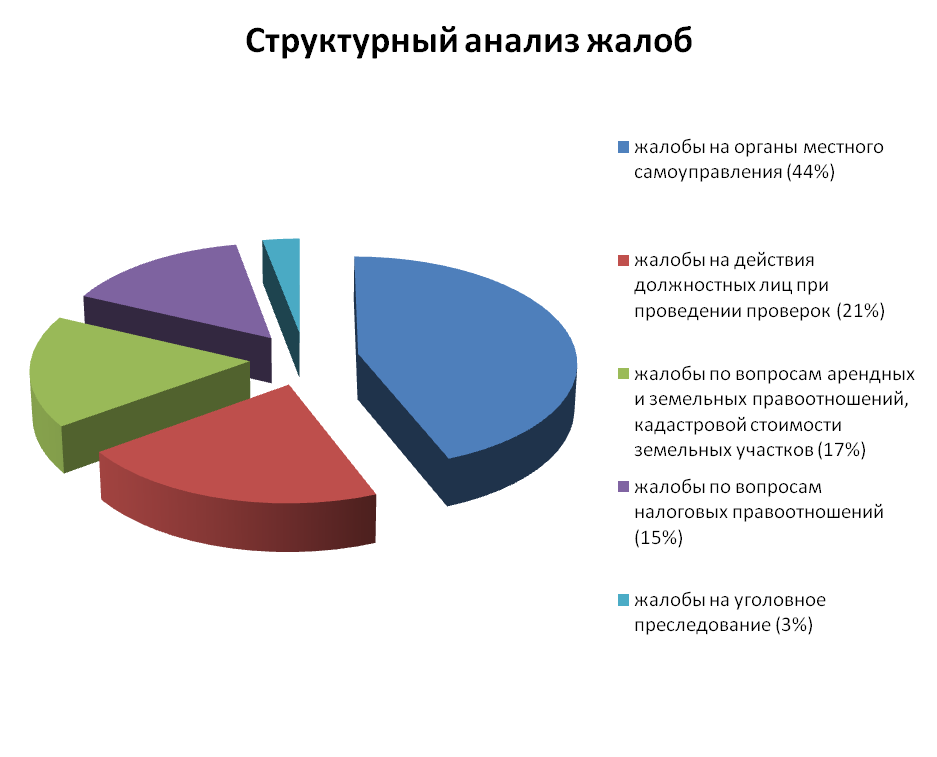 Структурный анализ жалоб
жалобы на органы местного
самоуправления (44%)
жалобы на действия
должностных лиц при
проведении проверок (21%)
жалобы по вопросам арендных
и земельных правоотношений,
кадастровой стоимости
земельных участков (17%)
жалобы по вопросам
налоговых правоотношений
(15%)
жалобы на уголовное
преследование (3%)